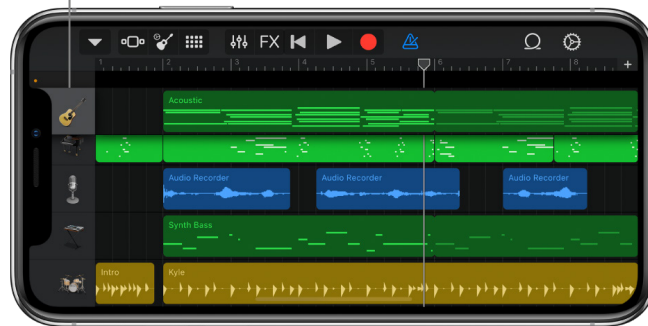 FX
1 2 3 4 5 6 7 8 +
Acoustic
Audio Recorder Audio Recorder Audio Recorder
Synth Bass
Intro Kyle